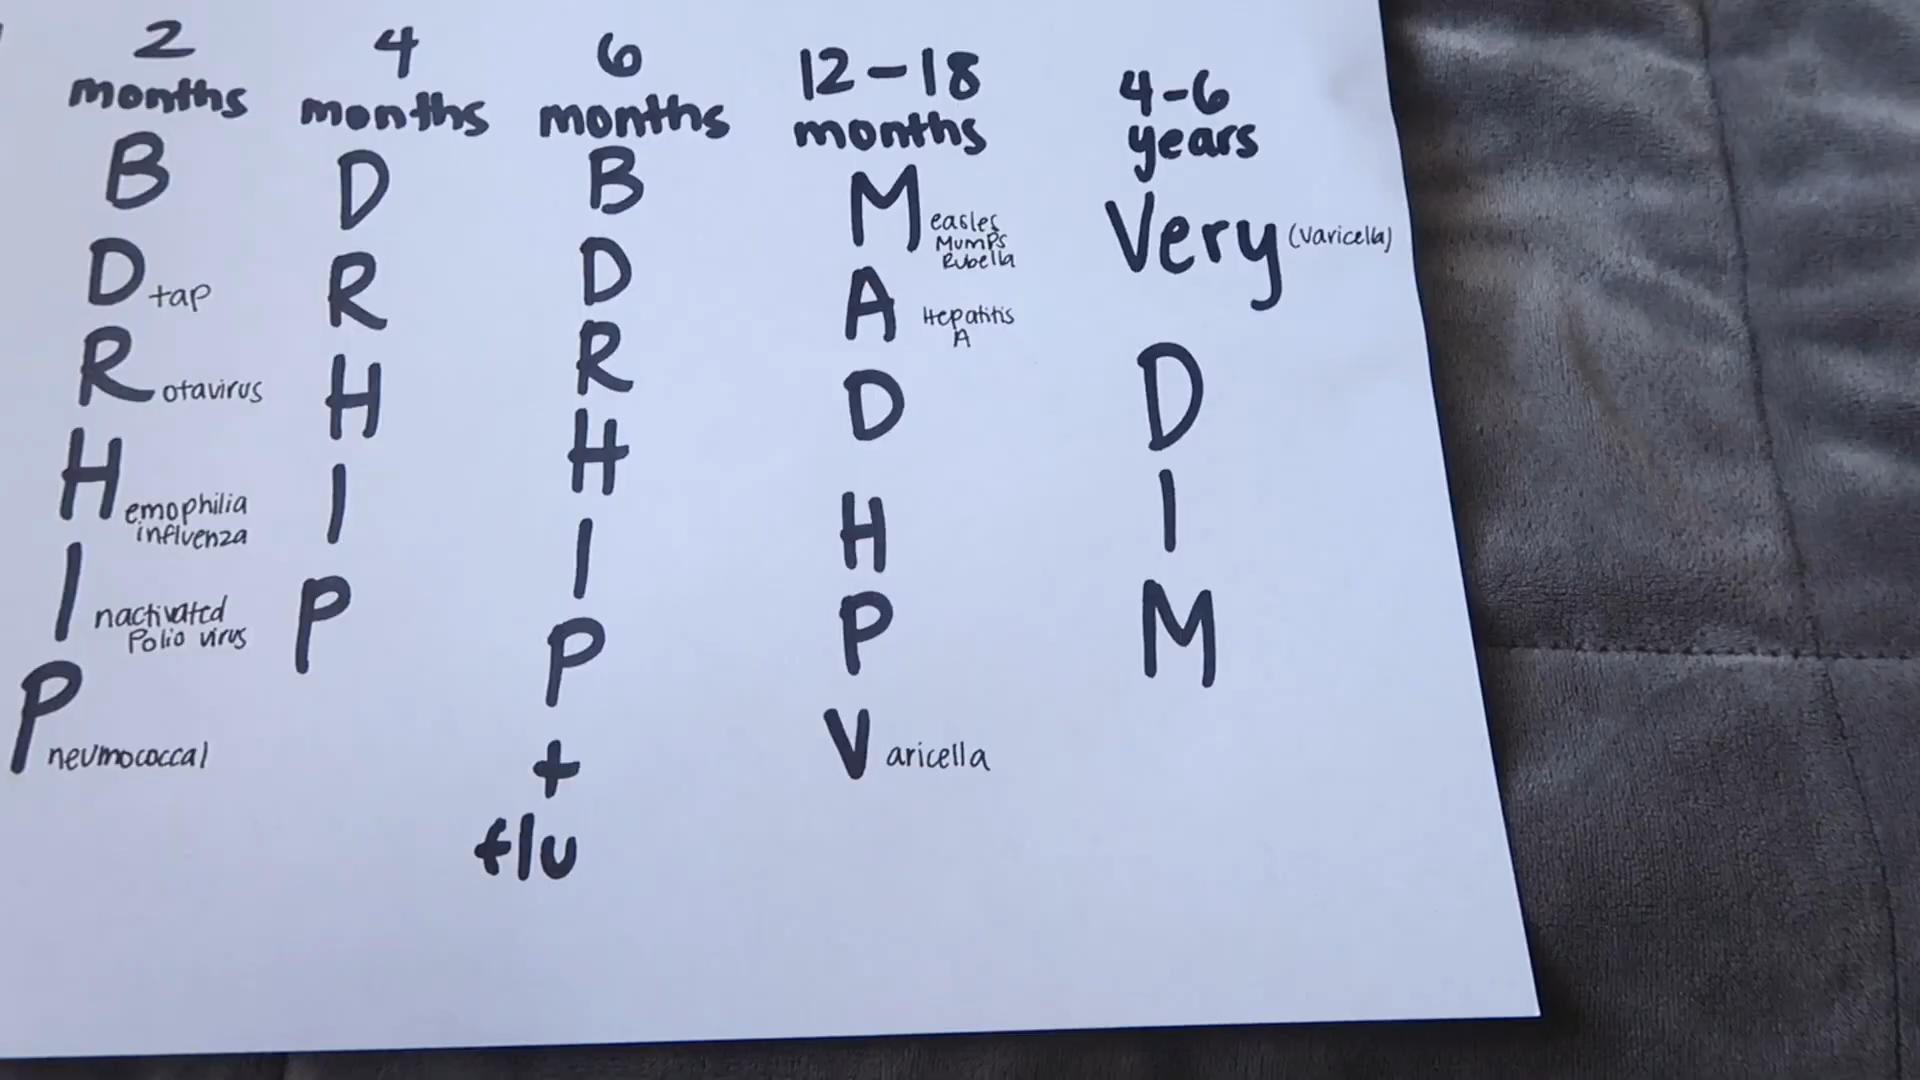 2
months
B
Dtap
Rotavirus
Hemophilia
influenza
Inactivated
Polio virus
Pneumococcal
4
months
D
R
H
I
P
6
months
B
D
R
H
I
P
+
flu
12-18
months
Measles
Mumps
Rubella
A Hepatitis
A
D
H
P
Varicella
4-6
years
Very (varicella)
D
I
M